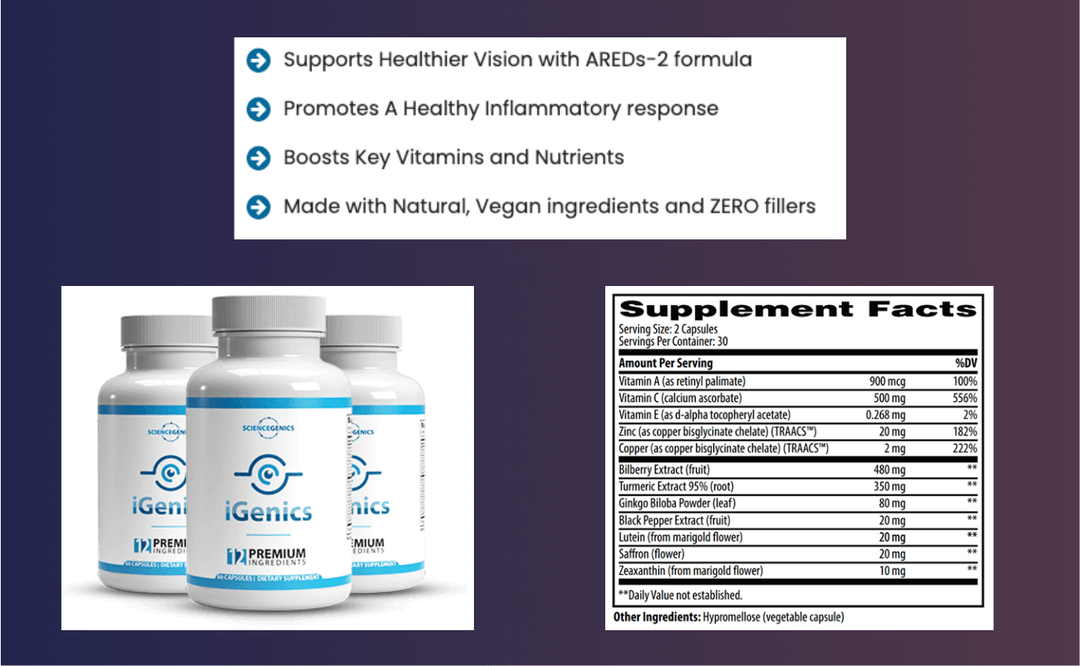 Supports Healthier Vision with AREDs-2 formula
Promotes A Healthy Inflammatory response
Boosts Key Vitamins and Nutrients
Made with Natural, Vegan ingredients and ZERO fillers
SCIENCEGENICS
iGenics
12 PREMIUM
INGREDIENTS
60 CAPSULES | DIETARY SUPPLEMENT
Supplement Facts
Serving Size: 2 Capsules
Servings Per Container: 30
Amount Per Serving %DV
Vitamin A (as retinyl palimate) 900 mcg 100%
Vitamin C (calcium ascorbate) 500 mg 556%
Vitamin E (as d-alpha tocopheryl acetate) 0.268 mg 2%
Zinc (as copper bisglycinate chelate) (TRAACS™) 20 mg 182%
Copper (as copper bisglycinate chelate) (TRAACS™) 2 mg 222%
Bilberry Extract (fruit) 480 mg **
Turmeric Extract 95% (root) 350 mg **
Ginkgo Biloba Powder (leaf) 80 mg **
Black Pepper Extract (fruit) 20 mg **
Lutein (from marigold flower) 20 mg **
Saffron (flower) 20 mg **
Zeaxanthin (from marigold flower) 10 mg **
**Daily Value not established.
Other Ingredients: Hypromellose (vegetable capsule)